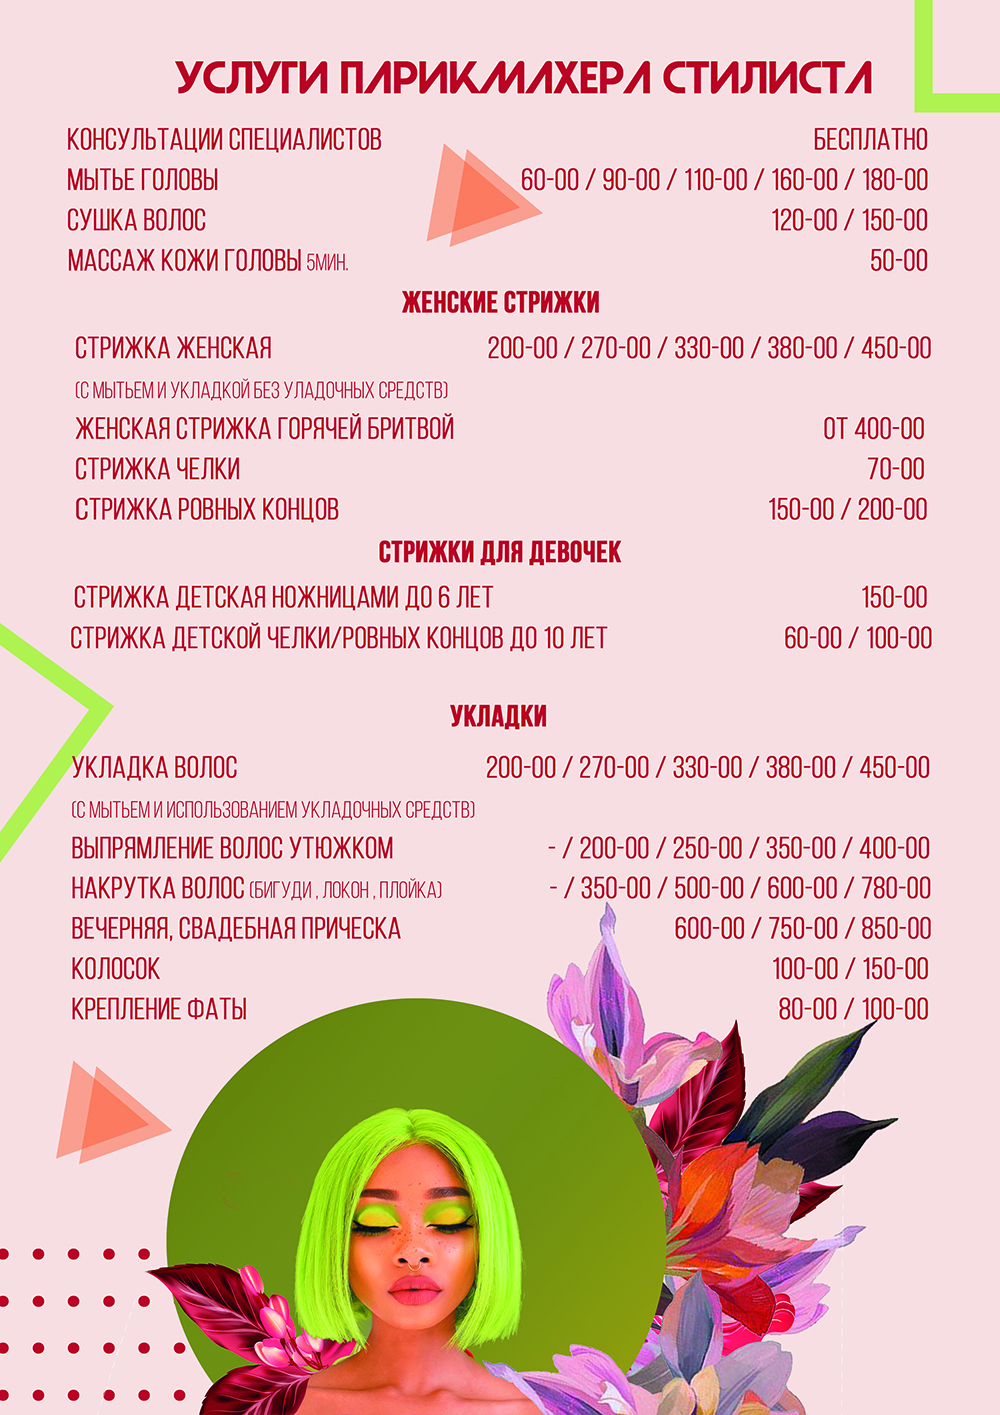 УСЛУГИ ПАРИКМАХЕРА СТИЛИСТА
КОНСУЛЬТАЦИИ СПЕЦИАЛИСТОВ БЕСПЛАТНО
МЫТЬЕ ГОЛОВЫ 60-00 / 90-00 / 110-00 / 160-00 / 180-00
СУШКА ВОЛОС 120-00 / 150-00
МАССАЖ КОЖИ ГОЛОВЫ 5МИН. 50-00
ЖЕНСКИЕ СТРИЖКИ
СТРИЖКА ЖЕНСКАЯ 200-00 / 270-00 / 330-00 / 380-00 / 450-00
(С МЫТЬЕМ И УКЛАДКОЙ БЕЗ УЛАДОЧНЫХ СРЕДСТВ)
ЖЕНСКАЯ СТРИЖКА ГОРЯЧЕЙ БРИТВОЙ ОТ 400-00
СТРИЖКА ЧЕЛКИ 70-00
СТРИЖКА РОВНЫХ КОНЦОВ 150-00 / 200-00
СТРИЖКИ ДЛЯ ДЕВОЧЕК
СТРИЖКА ДЕТСКАЯ НОЖНИЦАМИ ДО 6 ЛЕТ 150-00
СТРИЖКА ДЕТСКОЙ ЧЕЛКИ/РОВНЫХ КОНЦОВ ДО 10 ЛЕТ 60-00 / 100-00
УКЛАДКИ
УКЛАДКА ВОЛОС 200-00 / 270-00 / 330-00 / 380-00 / 450-00
(С МЫТЬЕМ И ИСПОЛЬЗОВАНИЕМ УКЛАДОЧНЫХ СРЕДСТВ)
ВЫПРЯМЛЕНИЕ ВОЛОС УТЮЖКОМ - / 200-00 / 250-00 / 350-00 / 400-00
НАКРУТКА ВОЛОС (БИГУДИ , ЛОКОН , ПЛОЙКА) - / 350-00 / 500-00 / 600-00 / 780-00
ВЕЧЕРНЯЯ, СВАДЕБНАЯ ПРИЧЕСКА 600-00 / 750-00 / 850-00
КОЛОСОК 100-00 / 150-00
КРЕПЛЕНИЕ ФАТЫ 80-00 / 100-00